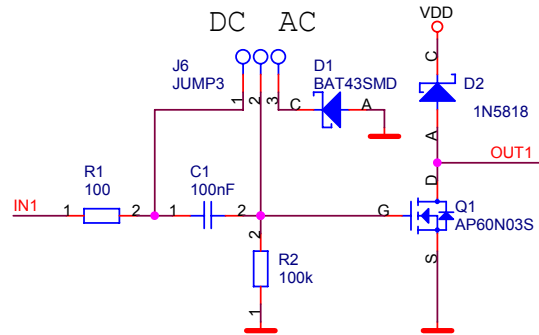 DC AC
VDD
J6
JUMP3
D1
BAT43SMD
C
D2
1N5818
1
2
3
C
A
A
OUT1
R1
100
C1
100nF
D
Q1
AP60N03S
IN1
1
2
1
2
G
2
R2
100k
S
1